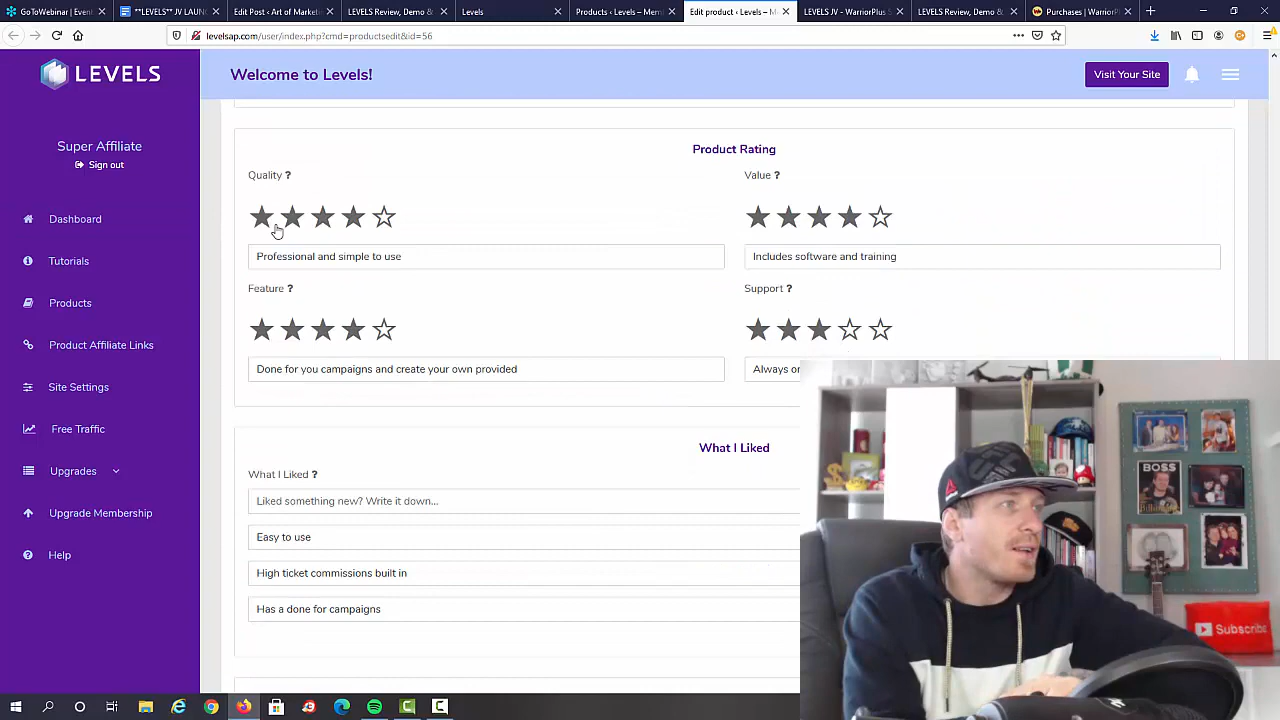 GoToWebinar | Event
**LEVELS** JV LAUNC
Edit Post ‹ Art of Market
LEVELS Review, Demo &
Levels
Products ‹ Levels – Mem
Edit product ‹ Levels – M
LEVELS JV - WarriorPlus S
LEVELS Review, Demo &
Purchases | WarriorPl
levelsap.com/user/index.php?cmd=productsedit&id=56
LEVELS
Welcome to Levels!
Visit Your Site
Super Affiliate
Sign out
Dashboard
Tutorials
Products
Product Affiliate Links
Site Settings
Free Traffic
Upgrades
Upgrade Membership
Help
Product Rating
Quality ?
Value ?
Professional and simple to use
Includes software and training
Feature ?
Support ?
Done for you campaigns and create your own provided
Always
What I Liked
What I Liked ?
Liked something new? Write it down...
Easy to use
High ticket commissions built in
Has a done for campaigns
BOSS
Subscribe